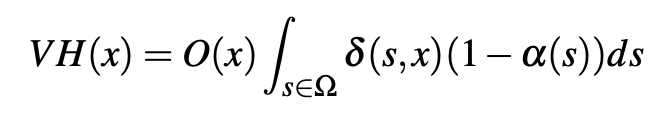 VH(x) = O(x) ∫_{s∈Ω} δ(s,x)(1 − α(s))ds